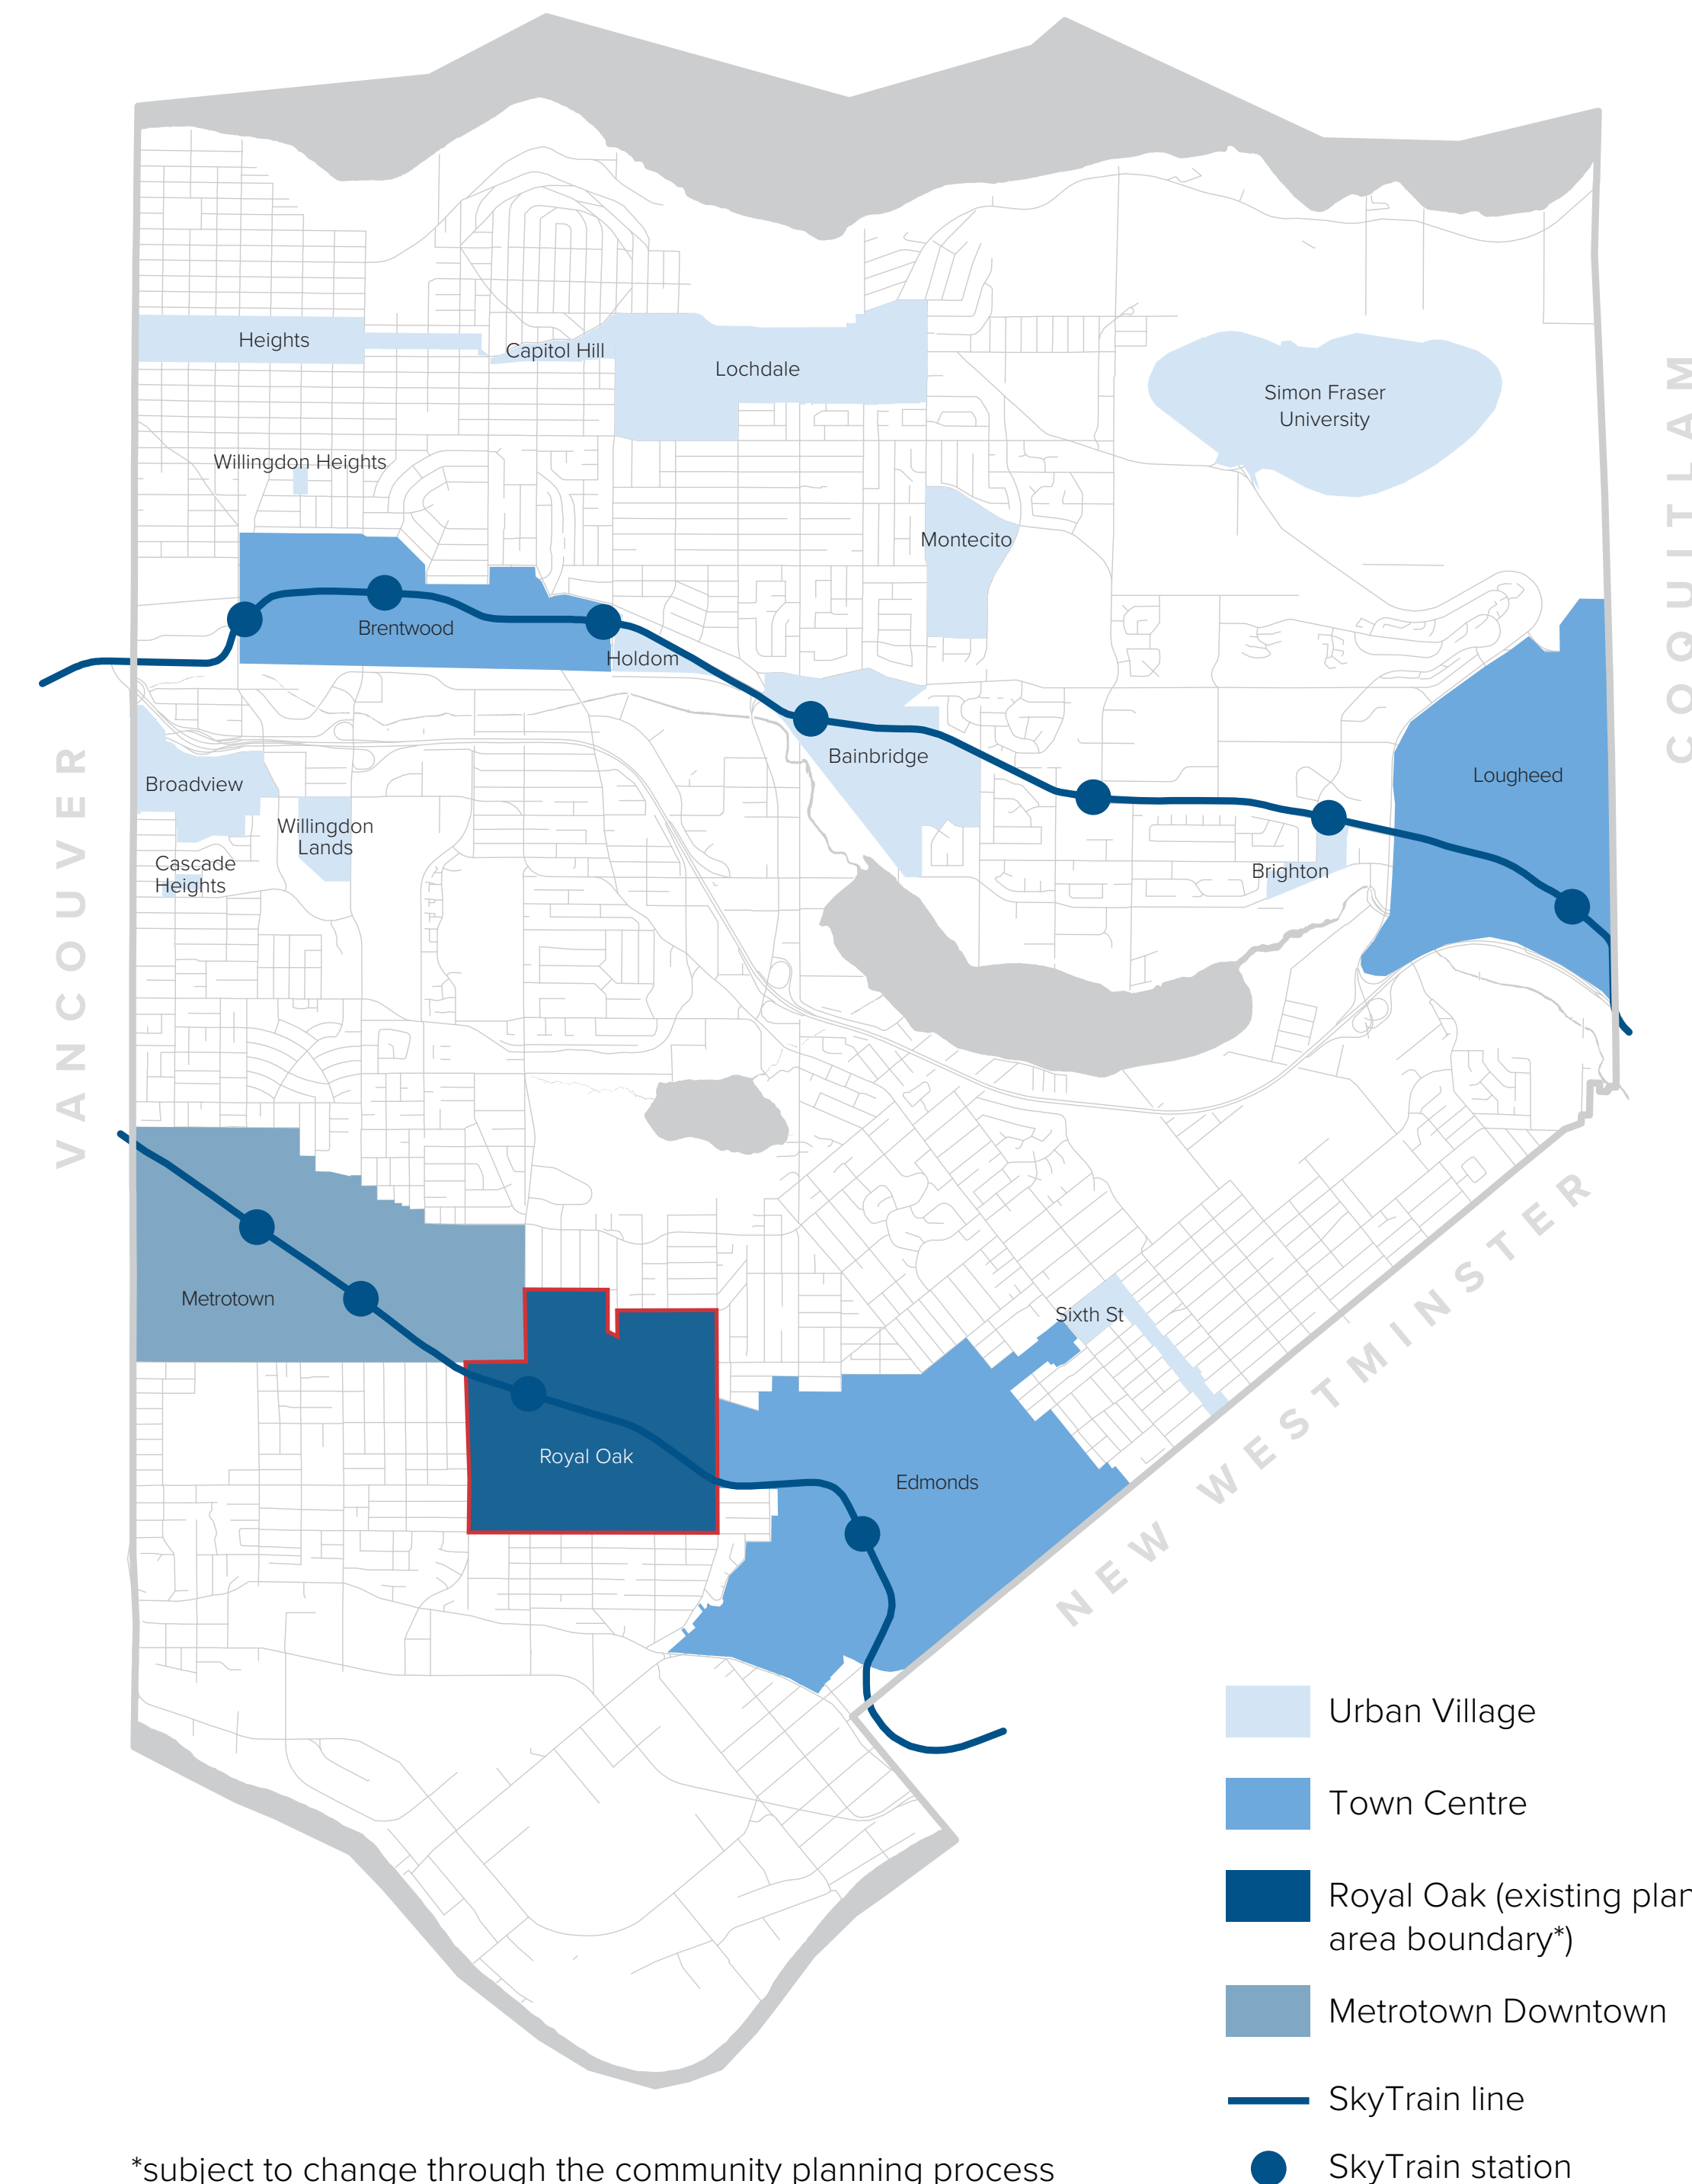 Heights
Capitol Hill
Lochdale
Simon Fraser
University
COQUITLAM
Willingdon Heights
Montecito
Brentwood
Holdom
VANCOUVER
Bainbridge
Lougheed
Broadview
Willingdon
Lands
Cascade
Heights
Brighton
Metrotown
Sixth St
NEW WESTMINSTER
Royal Oak
Edmonds
Urban Village
Town Centre
Royal Oak (existing plan
area boundary*)
Metrotown Downtown
SkyTrain line
SkyTrain station
*subject to change through the community planning process